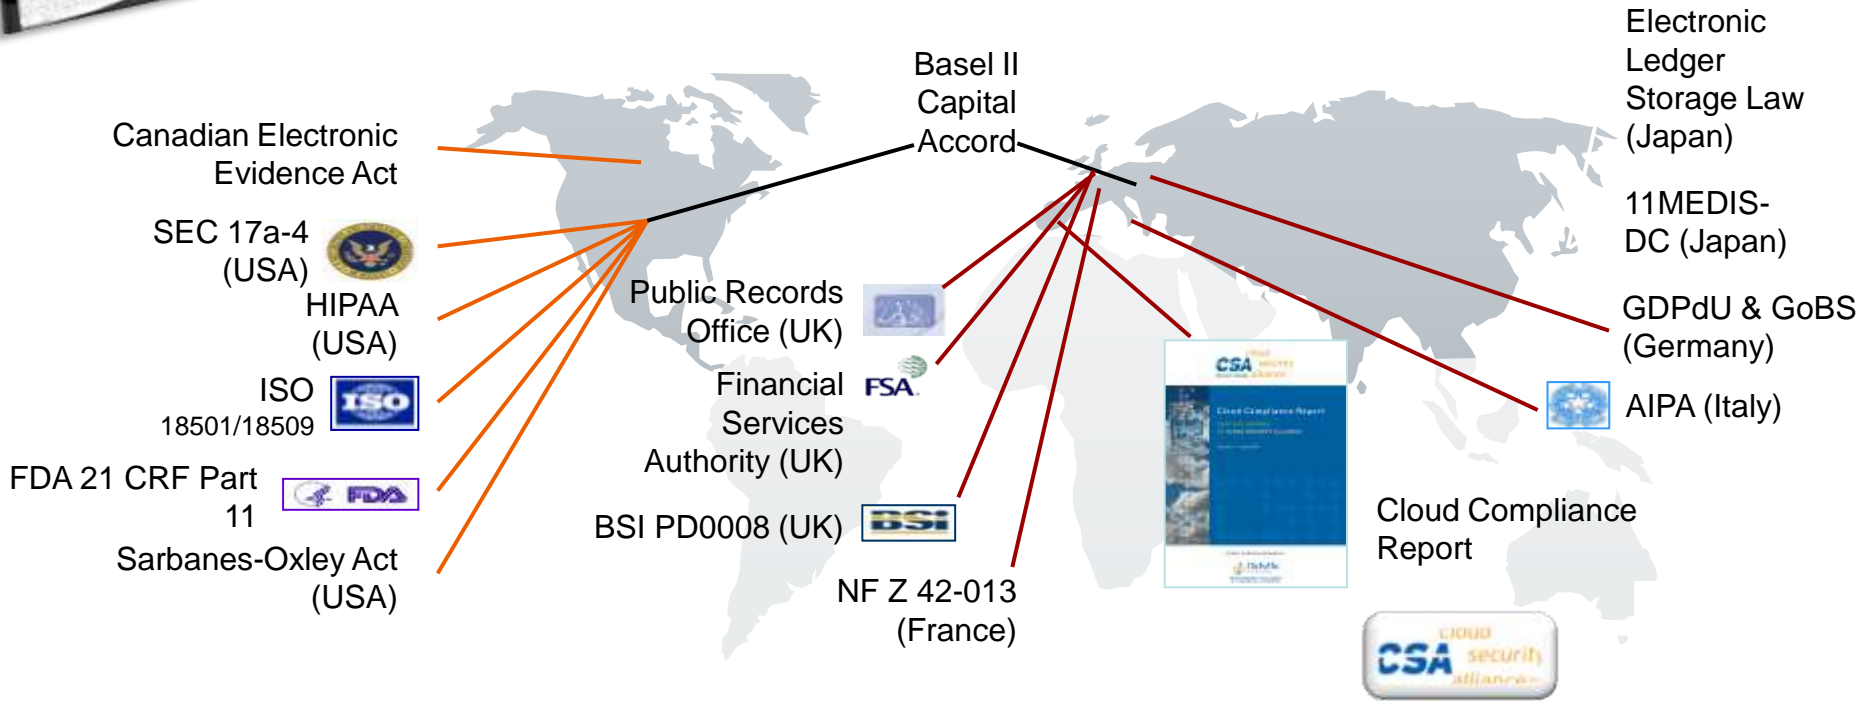 Basel II
Capital
Accord
Electronic
Ledger
Storage Law
(Japan)
Canadian Electronic
Evidence Act
11MEDIS-
DC (Japan)
SEC 17a-4
(USA)
HIPAA
(USA)
Public Records
Office (UK)
GDPdU & GoBS
(Germany)
ISO
18501/18509
ISO
Financial
Services
Authority (UK)
FSA
CSA cloud
security
alliance
Cloud Compliance Report
AIPA (Italy)
FDA 21 CRF Part
11
FDA
BSI PD0008 (UK)
BSi
Cloud Compliance
Report
Sarbanes-Oxley Act
(USA)
NF Z 42-013
(France)
cloud
CSA security
alliance